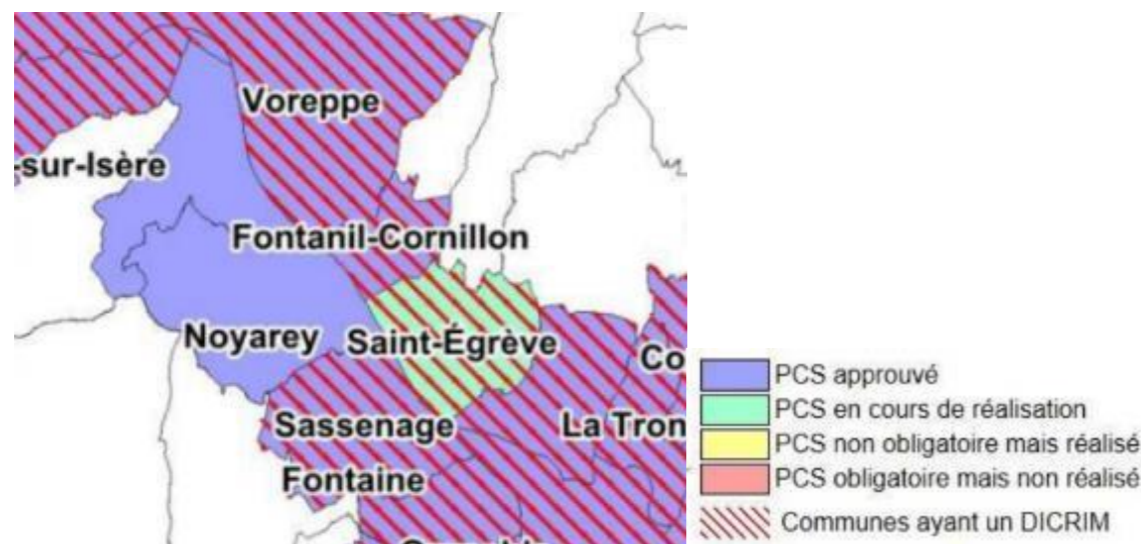 Voreppe
-sur-Isère
Fontanil-Cornillon
Noyarey
Saint-Égrève
Co
Sassenage
La Tron
Fontaine
PCS approuvé
PCS en cours de réalisation
PCS non obligatoire mais réalisé
PCS obligatoire mais non réalisé
Communes ayant un DICRIM